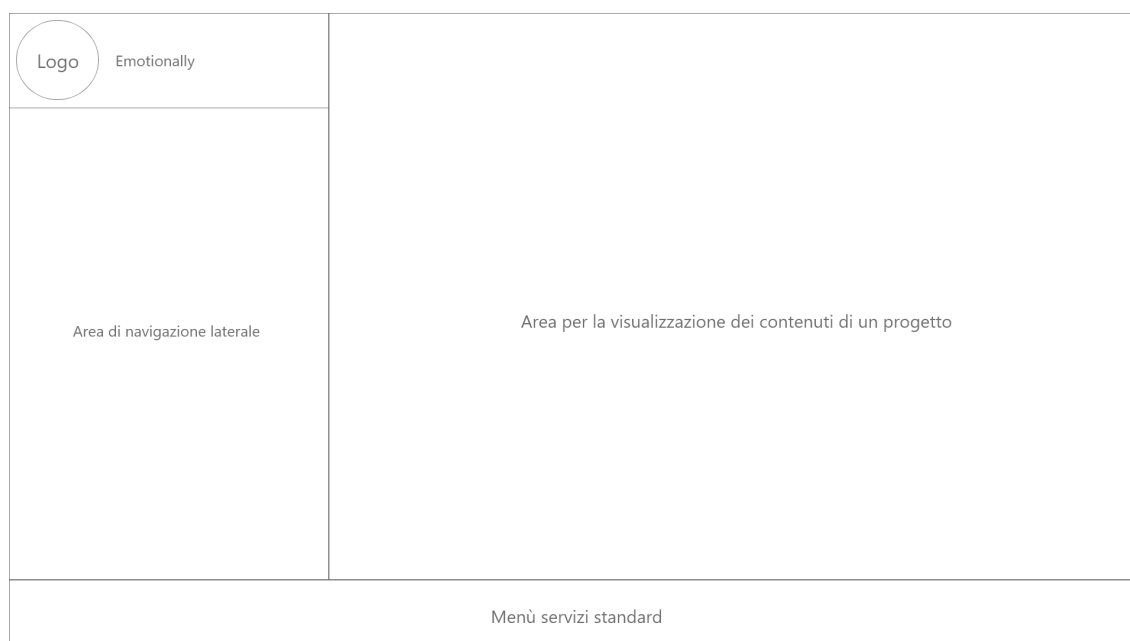 Logo
Emotionally
Area di navigazione laterale
Area per la visualizzazione dei contenuti di un progetto
Menù servizi standard